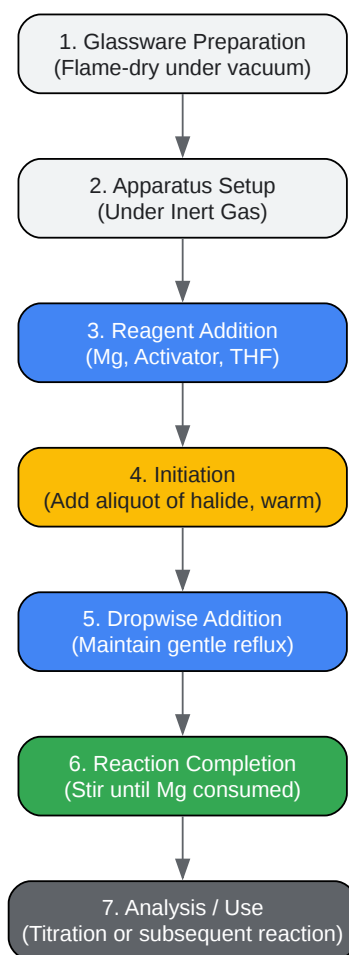 1. Glassware Preparation
(Flame-dry under vacuum)
2. Apparatus Setup
(Under Inert Gas)
3. Reagent Addition
(Mg, Activator, THF)
4. Initiation
(Add aliquot of halide, warm)
5. Dropwise Addition
(Maintain gentle reflux)
6. Reaction Completion
(Stir until Mg consumed)
7. Analysis / Use
(Titration or subsequent reaction)